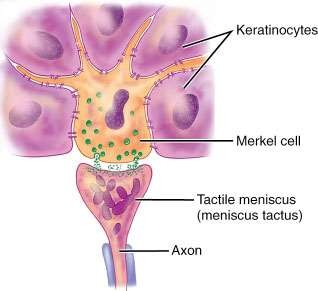 Keratinocytes
Merkel cell
Tactile meniscus
(meniscus tactus)
Axon